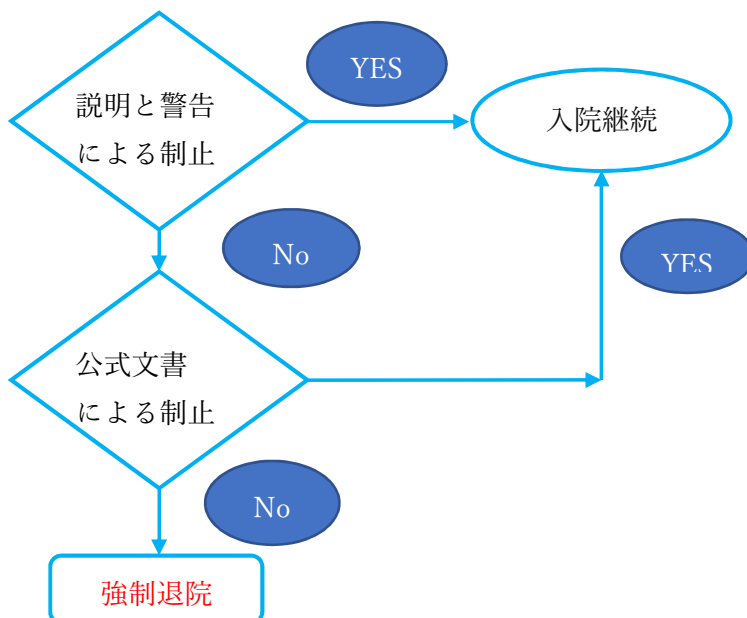 説明と警告
による制止
YES
入院継続
No
YES
公式文書
による制止
No
強制退院